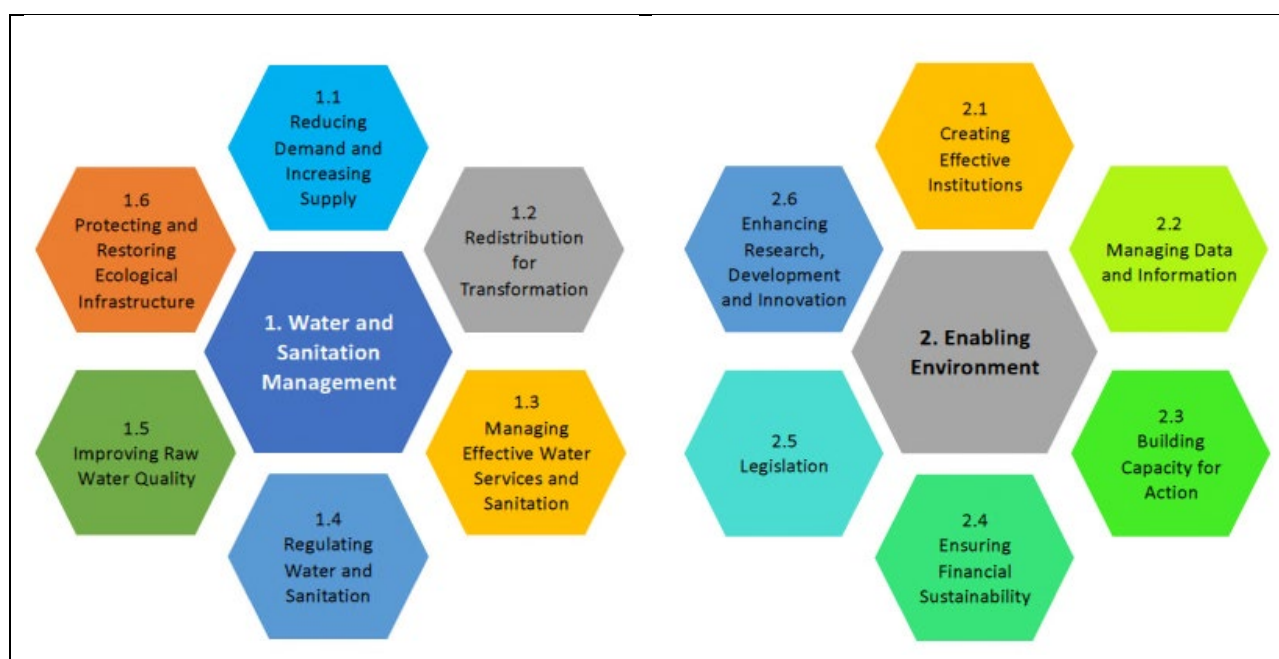 1.1
Reducing
Demand and
Increasing
Supply
1.2
Redistribution
for
Transformation
1.3
Managing
Effective Water
Services and
Sanitation
1.4
Regulating
Water and
Sanitation
1.5
Improving Raw
Water Quality
1.6
Protecting and
Restoring
Ecological
Infrastructure
1. Water and
Sanitation
Management
2.1
Creating
Effective
Institutions
2.2
Managing Data
and Information
2.3
Building
Capacity for
Action
2.4
Ensuring
Financial
Sustainability
2.5
Legislation
2.6
Enhancing
Research,
Development
and Innovation
2. Enabling
Environment